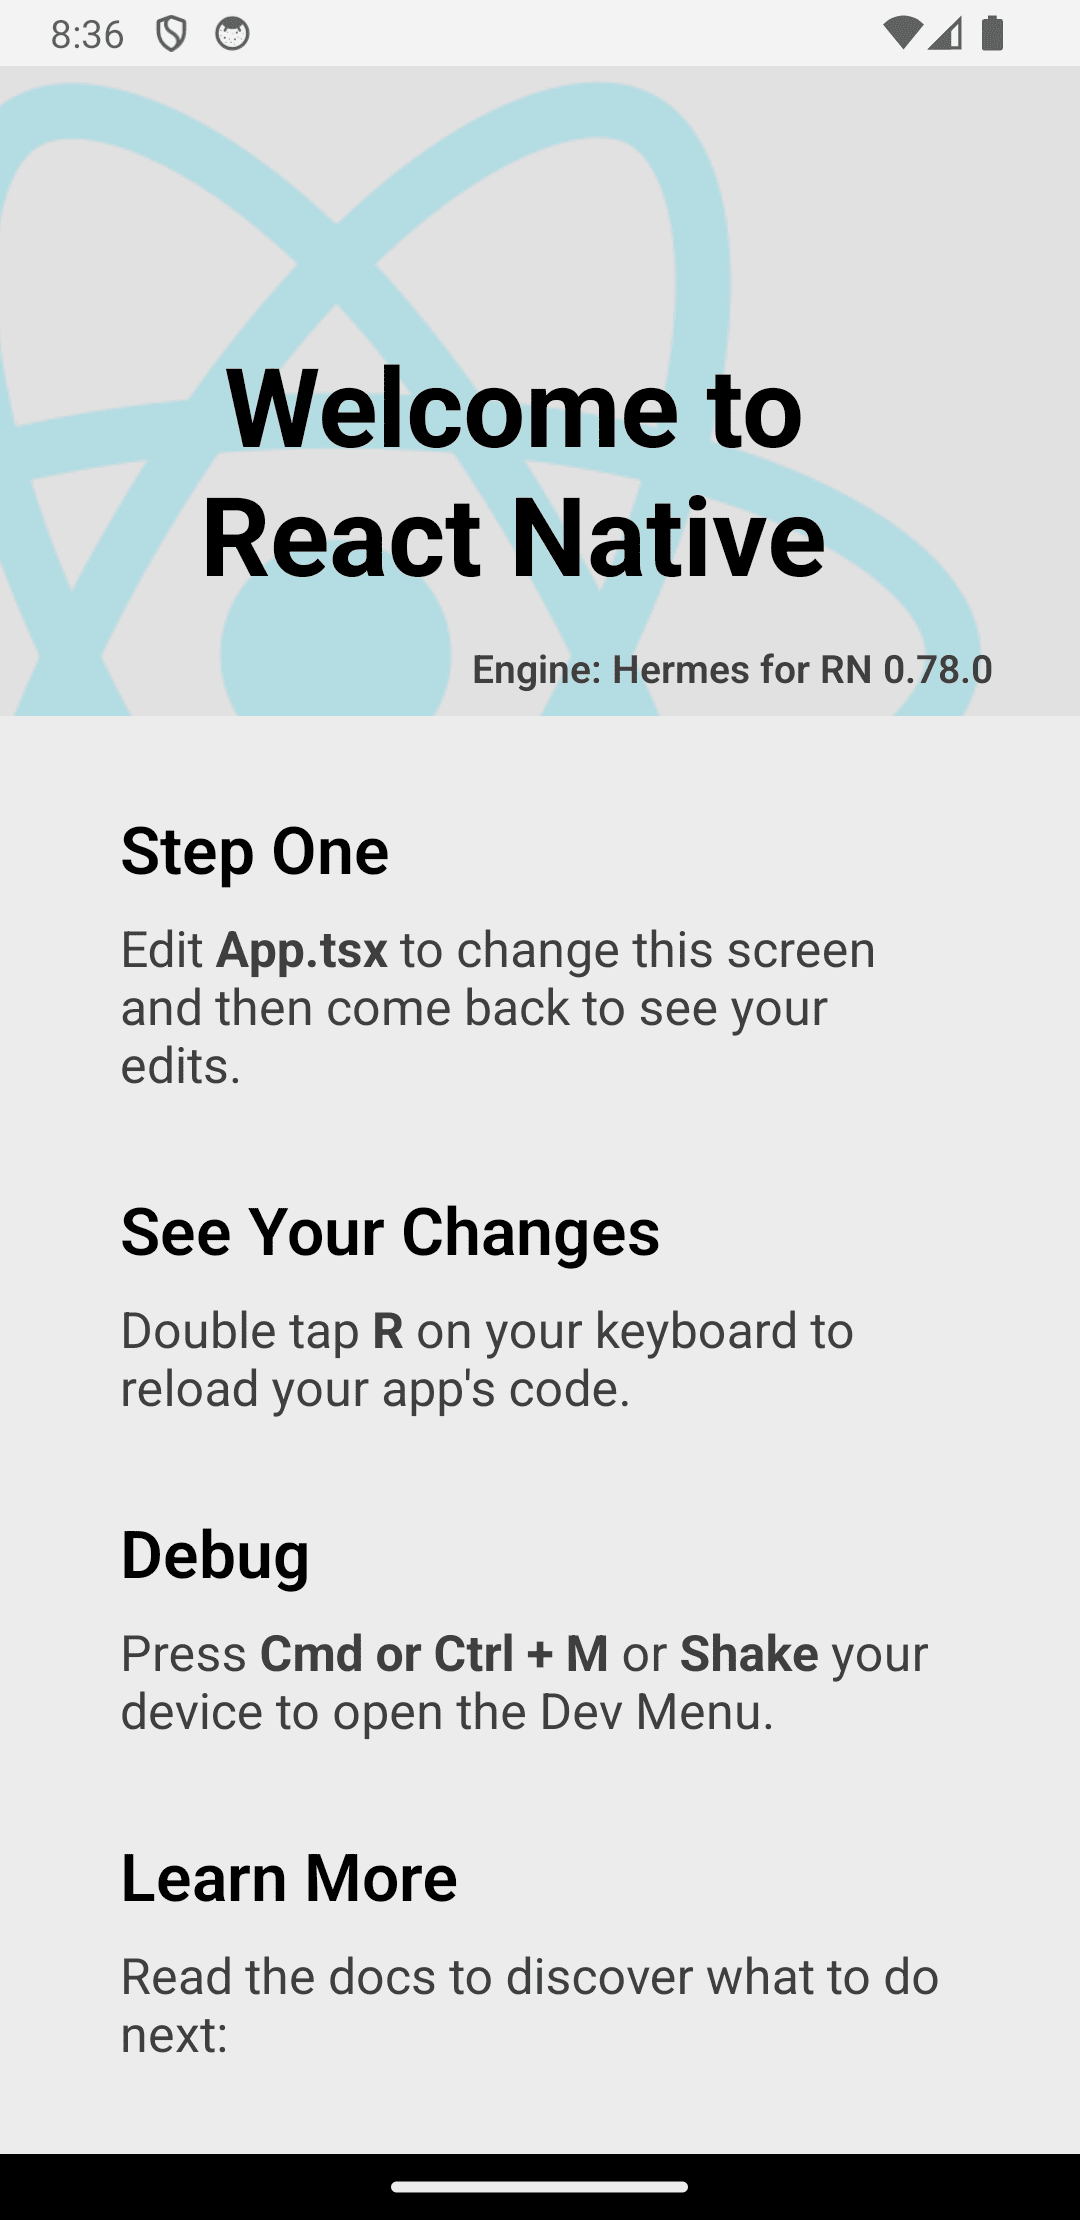 8:36
Welcome to
React Native
Engine: Hermes for RN 0.78.0
Step One
Edit App.tsx to change this screen
and then come back to see your
edits.
See Your Changes
Double tap R on your keyboard to
reload your app's code.
Debug
Press Cmd or Ctrl + M or Shake your
device to open the Dev Menu.
Learn More
Read the docs to discover what to do
next: